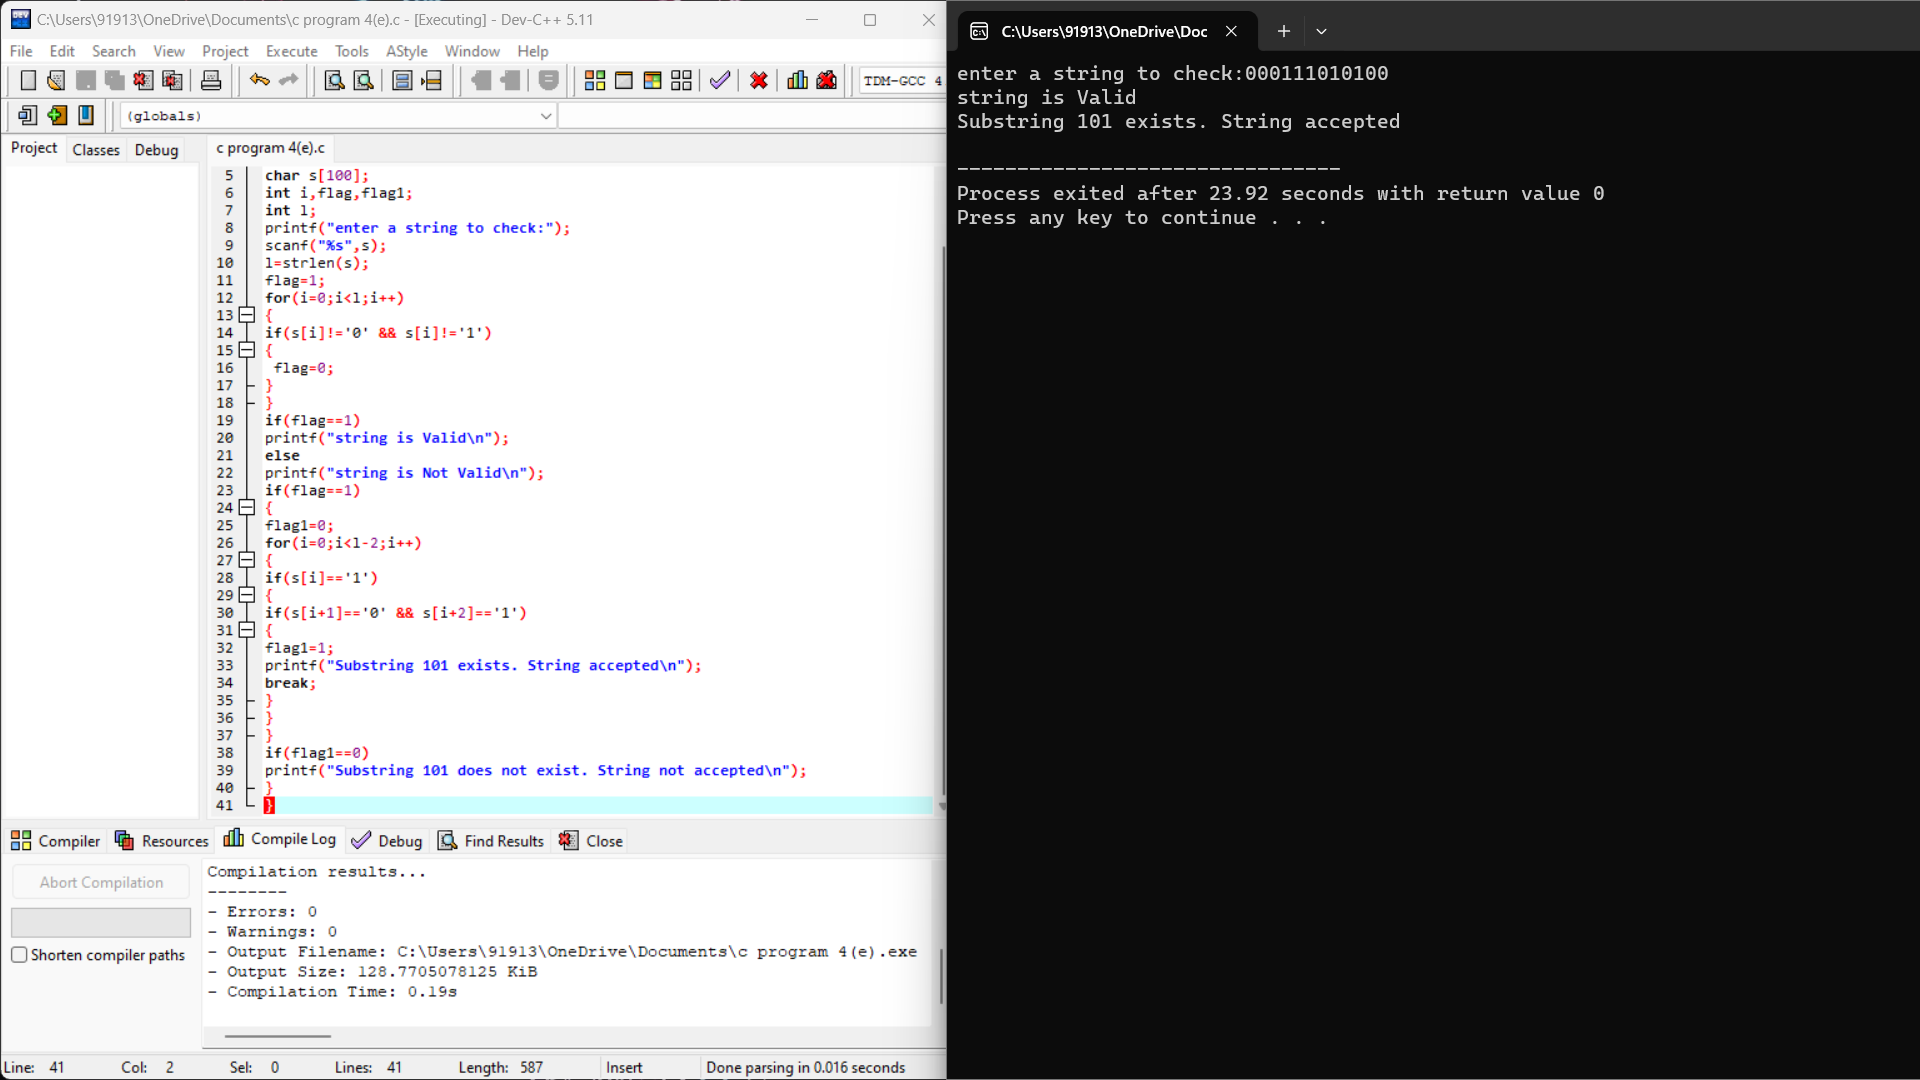 C:\Users\91913\OneDrive\Documents\c program 4(e).c - [Executing] - Dev-C++ 5.11
File Edit Search View Project Execute Tools AStyle Window Help
TDM-GCC 4
(globals)
Project Classes Debug
c program 4(e).c
5 char s[100];
6 int i,flag,flag1;
7 int l;
8 printf("enter a string to check:");
9 scanf("%s",s);
10 l=strlen(s);
11 flag=1;
12 for(i=0;i<l;i++)
13 {
14 if(s[i]!='0' && s[i]!='1')
15 {
16 flag=0;
17 }
18 }
19 if(flag==1)
20 printf("string is Valid\n");
21 else
22 printf("string is Not Valid\n");
23 if(flag==1)
24 {
25 flag1=0;
26 for(i=0;i<l-2;i++)
27 {
28 if(s[i]=='1')
29 {
30 if(s[i+1]=='0' && s[i+2]=='1')
31 {
32 flag1=1;
33 printf("Substring 101 exists. String accepted\n");
34 break;
35 }
36 }
37 }
38 if(flag1==0)
39 printf("Substring 101 does not exist. String not accepted\n");
40 }
41 }
Compiler Resources Compile Log Debug Find Results Close
Abort Compilation
Shorten compiler paths
Compilation results...
--------
- Errors: 0
- Warnings: 0
- Output Filename: C:\Users\91913\OneDrive\Documents\c program 4(e).exe
- Output Size: 128.7705078125 KiB
- Compilation Time: 0.19s
Line: 41 Col: 2 Sel: 0 Lines: 41 Length: 587 Insert Done parsing in 0.016 seconds
C:\Users\91913\OneDrive\Doc
enter a string to check:000111010100
string is Valid
Substring 101 exists. String accepted
--------------------------------
Process exited after 23.92 seconds with return value 0
Press any key to continue . . .